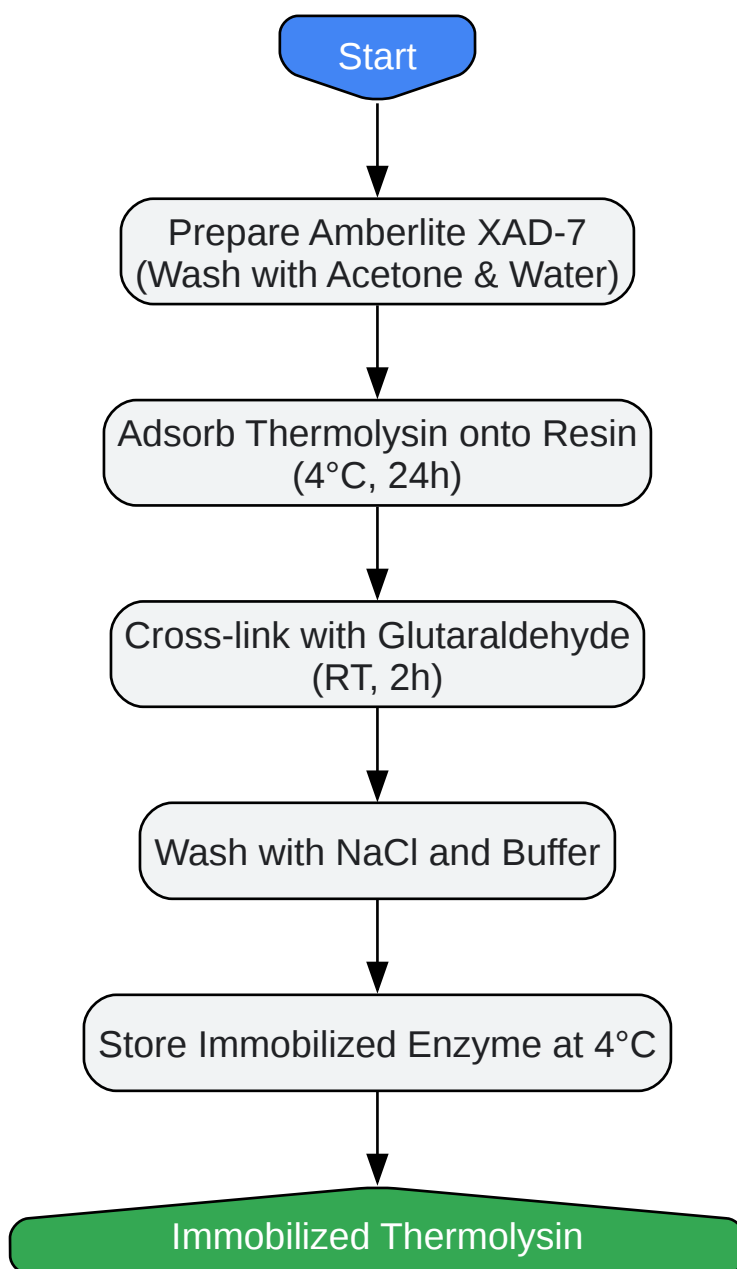 Start
Prepare Amberlite XAD-7
(Wash with Acetone & Water)
Adsorb Thermolysin onto Resin
(4°C, 24h)
Cross-link with Glutaraldehyde
(RT, 2h)
Wash with NaCl and Buffer
Store Immobilized Enzyme at 4°C
Immobilized Thermolysin